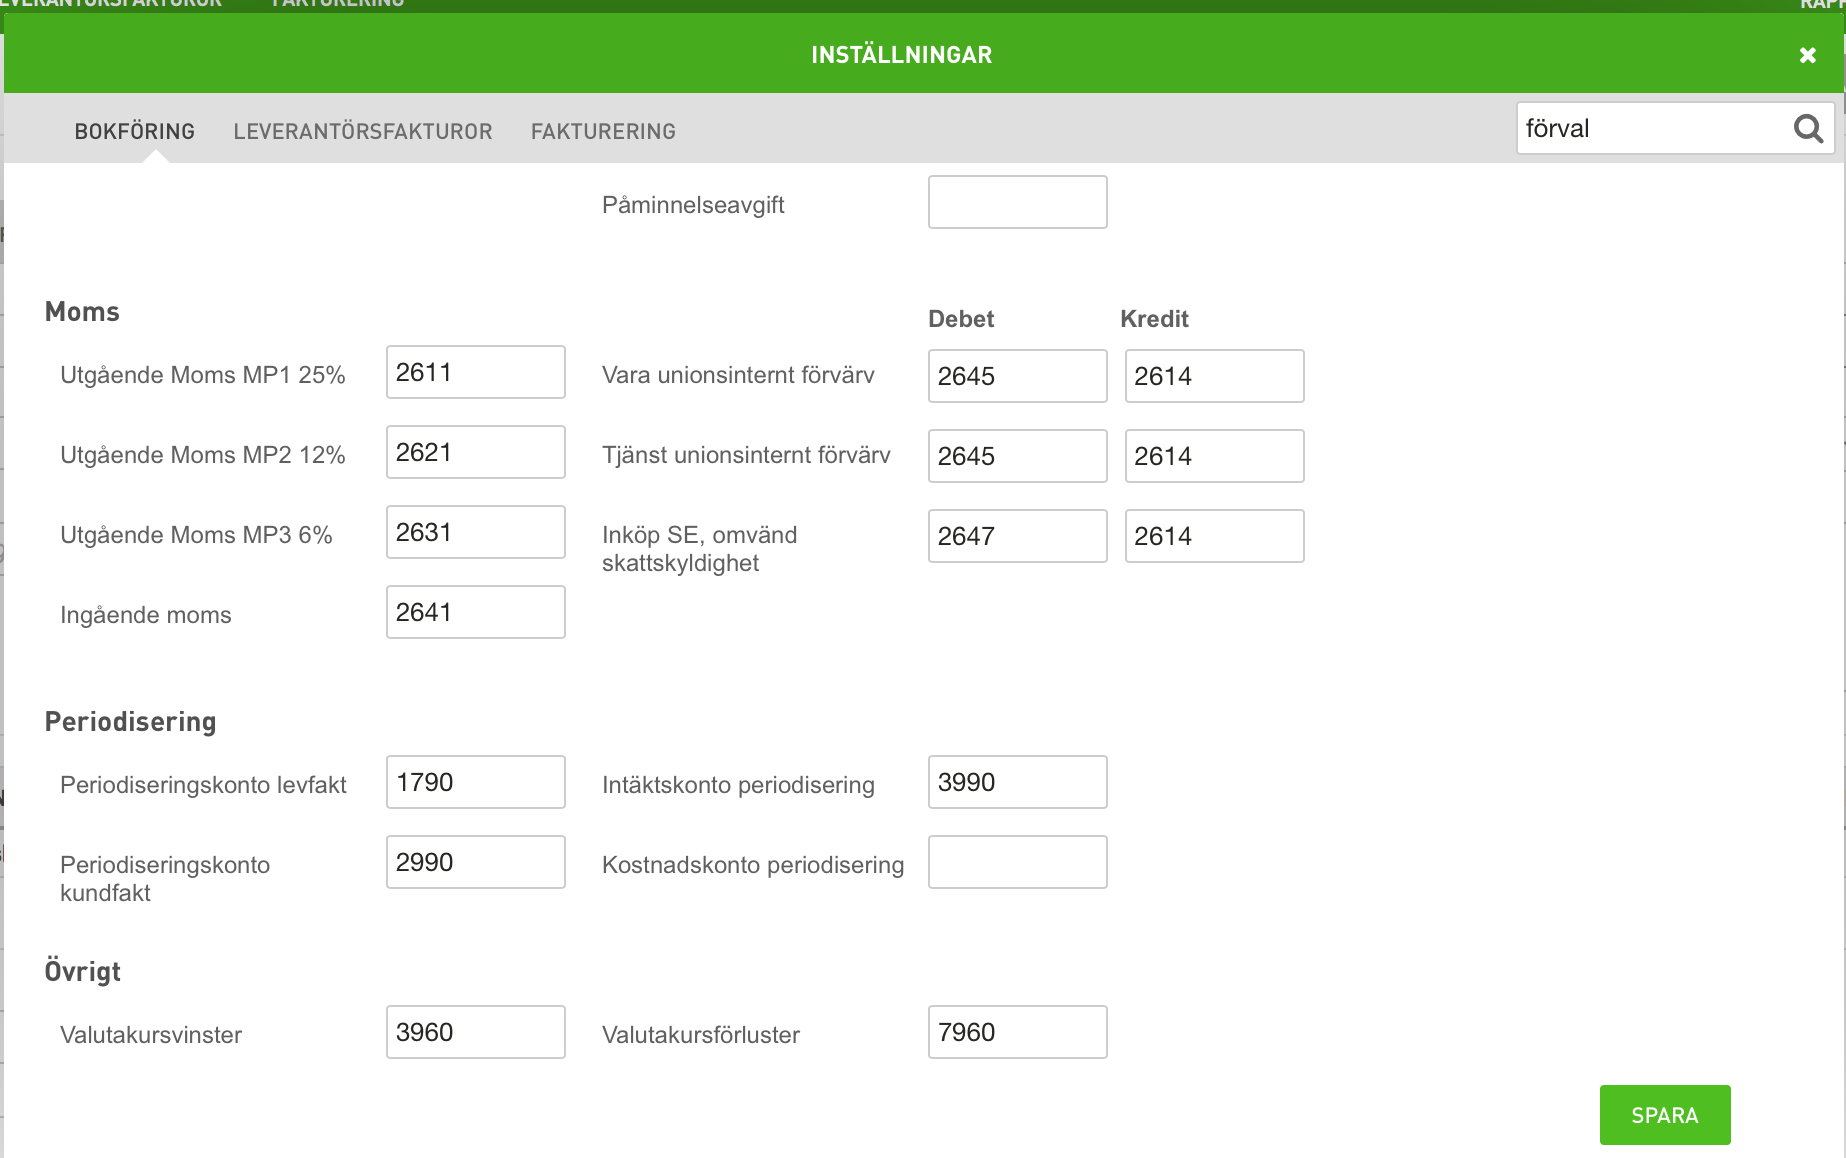 FAKTURERING
INSTÄLLNINGAR
BOKFÖRING LEVERANTÖRSFAKTUROR FAKTURERING förval
Påminnelseavgift
Moms Debet Kredit
Utgående Moms MP1 25% 2611 Vara unionsinternt förvärv 2645 2614
Utgående Moms MP2 12% 2621 Tjänst unionsinternt förvärv 2645 2614
Utgående Moms MP3 6% 2631 Inköp SE, omvänd 2647 2614
skattskyldighet
Ingående moms 2641
Periodisering
Periodiseringskonto levfakt 1790 Intäktskonto periodisering 3990
Periodiseringskonto 2990 Kostnadskonto periodisering
kundfakt
Övrigt
Valutakursvinster 3960 Valutakursförluster 7960
SPARA